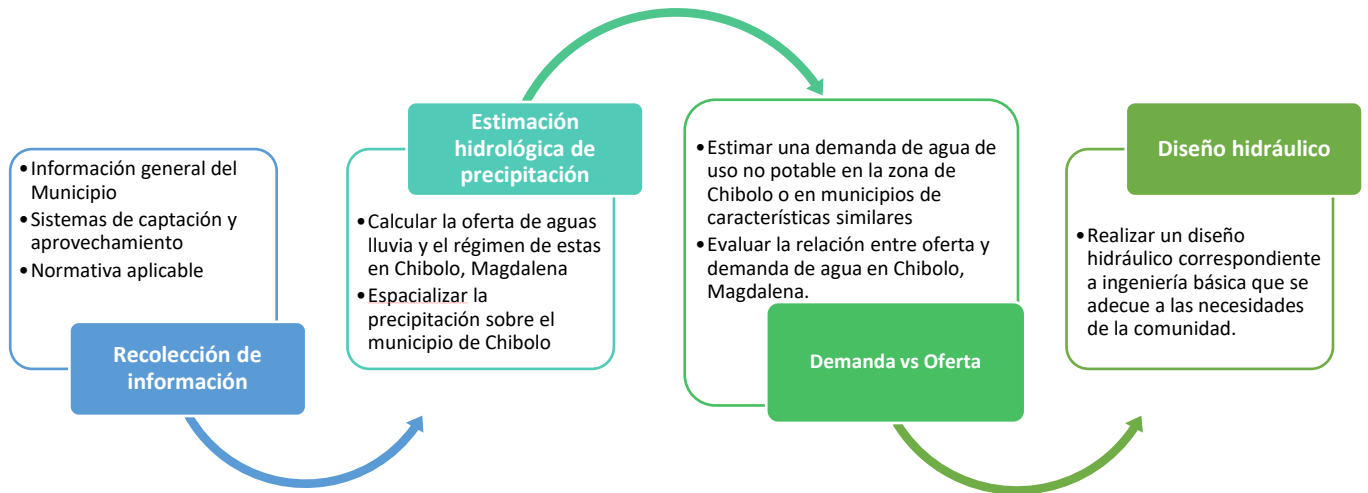 • Información general del
Municipio
• Sistemas de captación y
aprovechamiento
• Normativa aplicable
Recolección de
información
Estimación
hidrológica de
precipitación
• Calcular la oferta de aguas
lluvia y el régimen de estas
en Chibolo, Magdalena
• Espacializar la
precipitación sobre el
municipio de Chibolo
• Estimar una demanda de agua de
uso no potable en la zona de
Chibolo o en municipios de
características similares
• Evaluar la relación entre oferta y
demanda de agua en Chibolo,
Magdalena.
Demanda vs Oferta
Diseño hidráulico
• Realizar un diseño
hidráulico correspondiente
a ingeniería básica que se
adecue a las necesidades
de la comunidad.